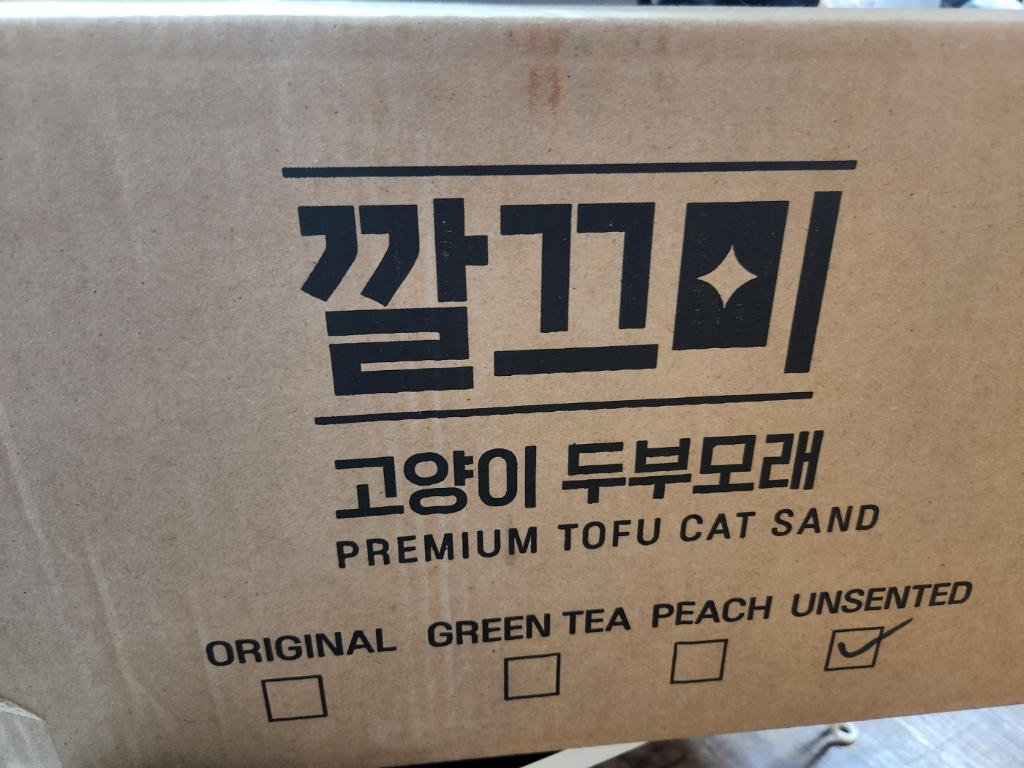 깔끄미
고양이 두부모래
PREMIUM TOFU CAT SAND
ORIGINAL GREEN TEA PEACH UNSENTED